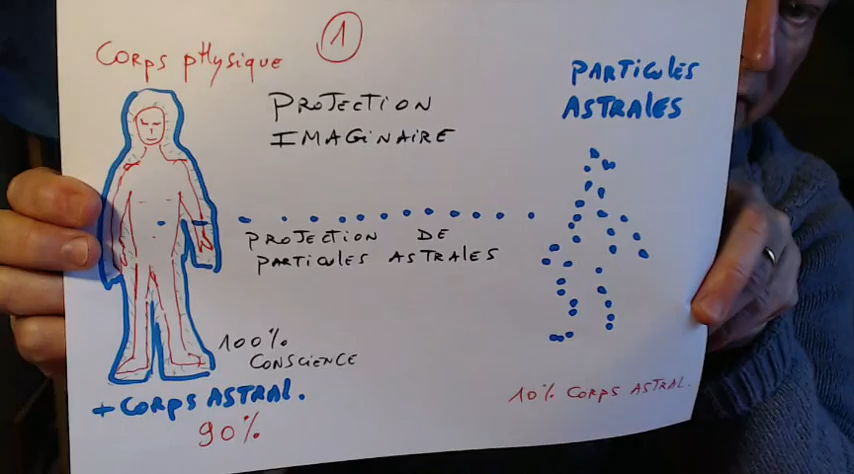 1
Corps pHysique
PROJECTION
IMAGINAIRE
PARTICULES
ASTRALES
PROJECTION DE
PARTICULES ASTRALES
100%
CONSCIENCE
+ CORPS ASTRAL.
90%
10% CORPS ASTRAL.